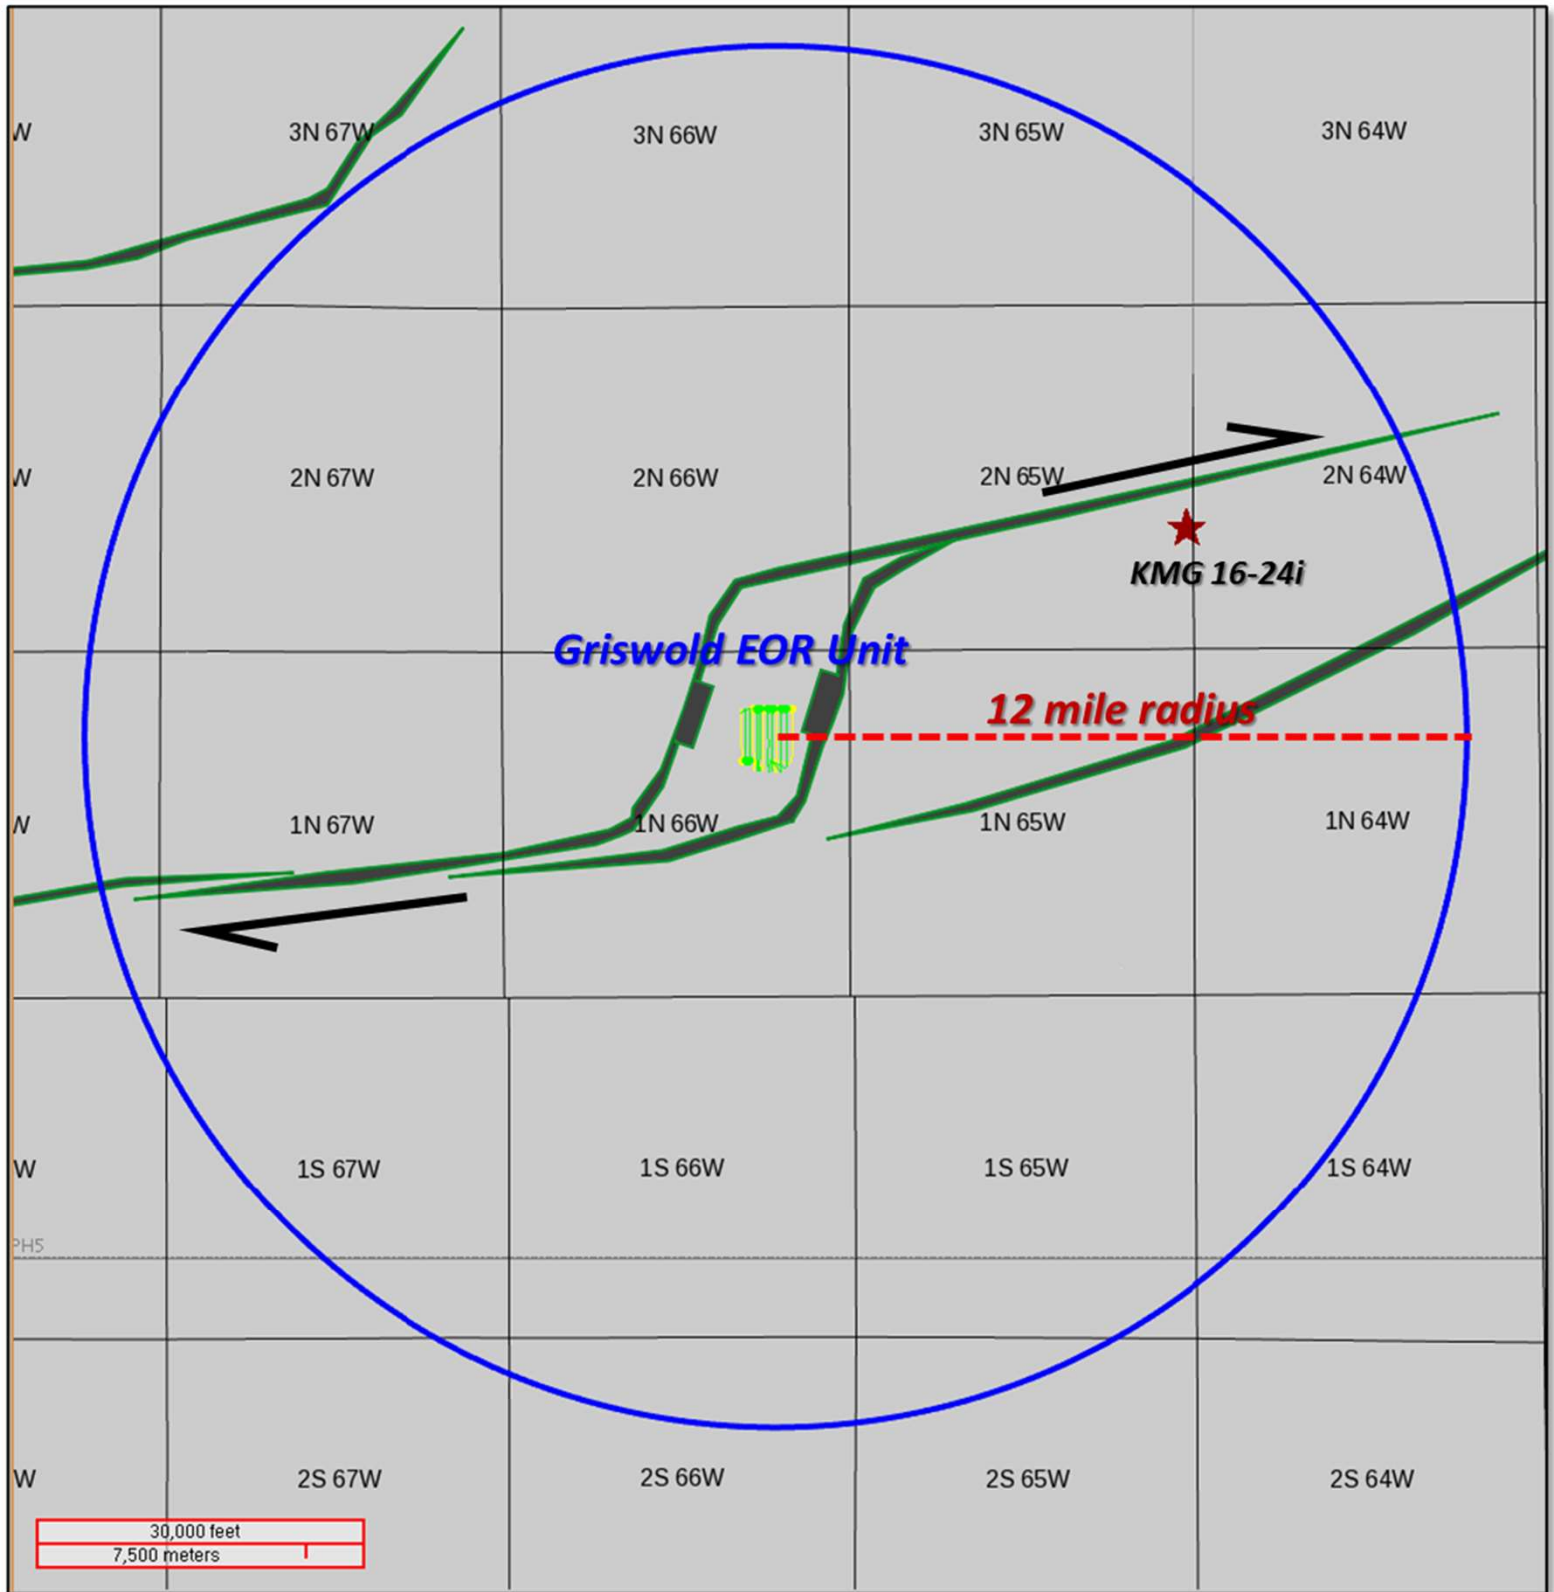 W 3N 67W 3N 66W 3N 65W 3N 64W
W 2N 67W 2N 66W 2N 65W 2N 64W
KMG 16-24i
Griswold EOR Unit
12 mile radius
W 1N 67W 1N 66W 1N 65W 1N 64W
W 1S 67W 1S 66W 1S 65W 1S 64W
PH5
W 2S 67W 2S 66W 2S 65W 2S 64W
30,000 feet
7,500 meters